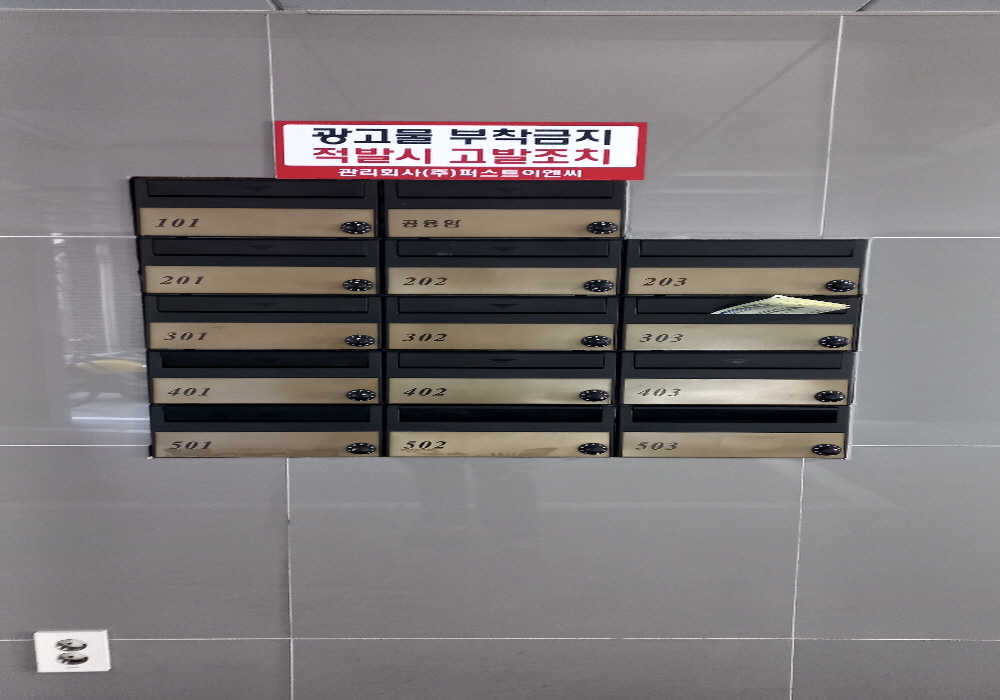 광고물 부착금지
적발시 고발조치
관리회사(주)퍼스트이앤씨
101 공용함
201 202 203
301 302 303
401 402 403
501 502 503